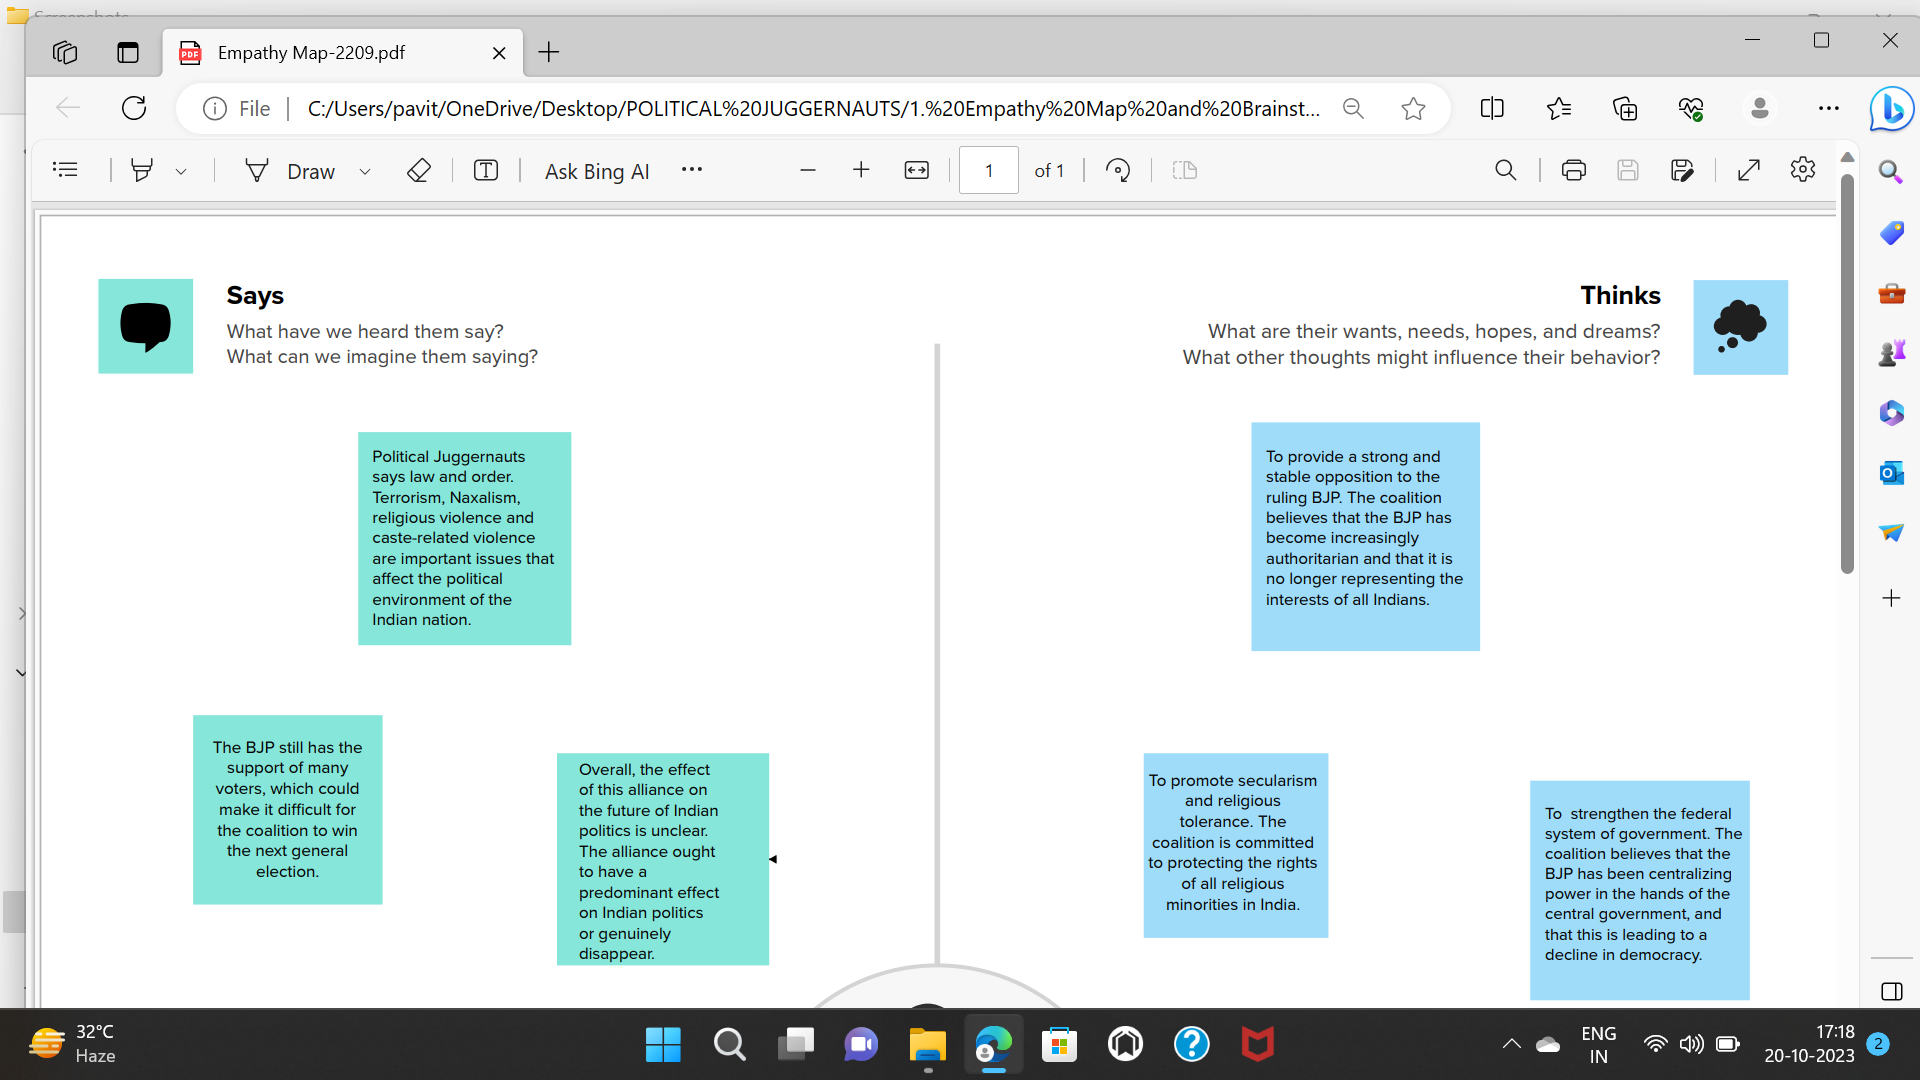 Screenshots
Empathy Map-2209.pdf
File
C:/Users/pavit/OneDrive/Desktop/POLITICAL%20JUGGERNAUTS/1.%20Empathy%20Map%20and%20Brainst...
Draw
Ask Bing AI
1
of 1
Says
What have we heard them say?
What can we imagine them saying?
Thinks
What are their wants, needs, hopes, and dreams?
What other thoughts might influence their behavior?
Political Juggernauts
says law and order.
Terrorism, Naxalism,
religious violence and
caste-related violence
are important issues that
affect the political
environment of the
Indian nation.
To provide a strong and
stable opposition to the
ruling BJP. The coalition
believes that the BJP has
become increasingly
authoritarian and that it is
no longer representing the
interests of all Indians.
The BJP still has the
support of many
voters, which could
make it difficult for
the coalition to win
the next general
election.
Overall, the effect
of this alliance on
the future of Indian
politics is unclear.
The alliance ought
to have a
predominant effect
on Indian politics
or genuinely
disappear.
To promote secularism
and religious
tolerance. The
coalition is committed
to protecting the rights
of all religious
minorities in India.
To  strengthen the federal
system of government. The
coalition believes that the
BJP has been centralizing
power in the hands of the
central government, and
that this is leading to a
decline in democracy.
32°C
Haze
ENG
IN
17:18
20-10-2023
2